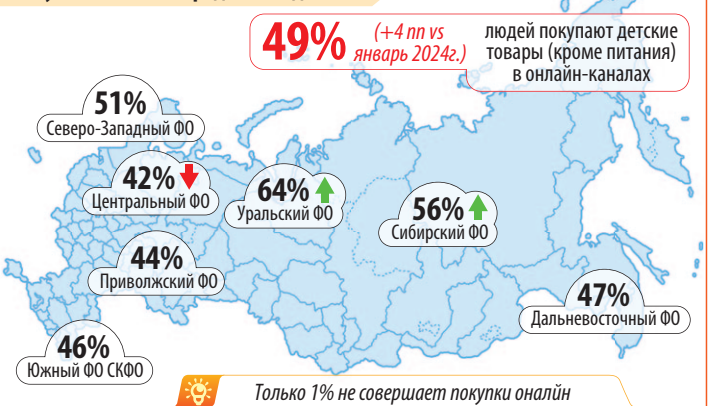 49%
(+4 пп vs
январь 2024г.)
людей покупают детские
товары (кроме питания)
в онлайн-каналах
51%
Северо-Западный ФО
42%
Центральный ФО
64%
Уральский ФО
56%
Сибирский ФО
44%
Приволжский ФО
47%
Дальневосточный ФО
46%
Южный ФО СКФО
Только 1% не совершает покупки онлайн